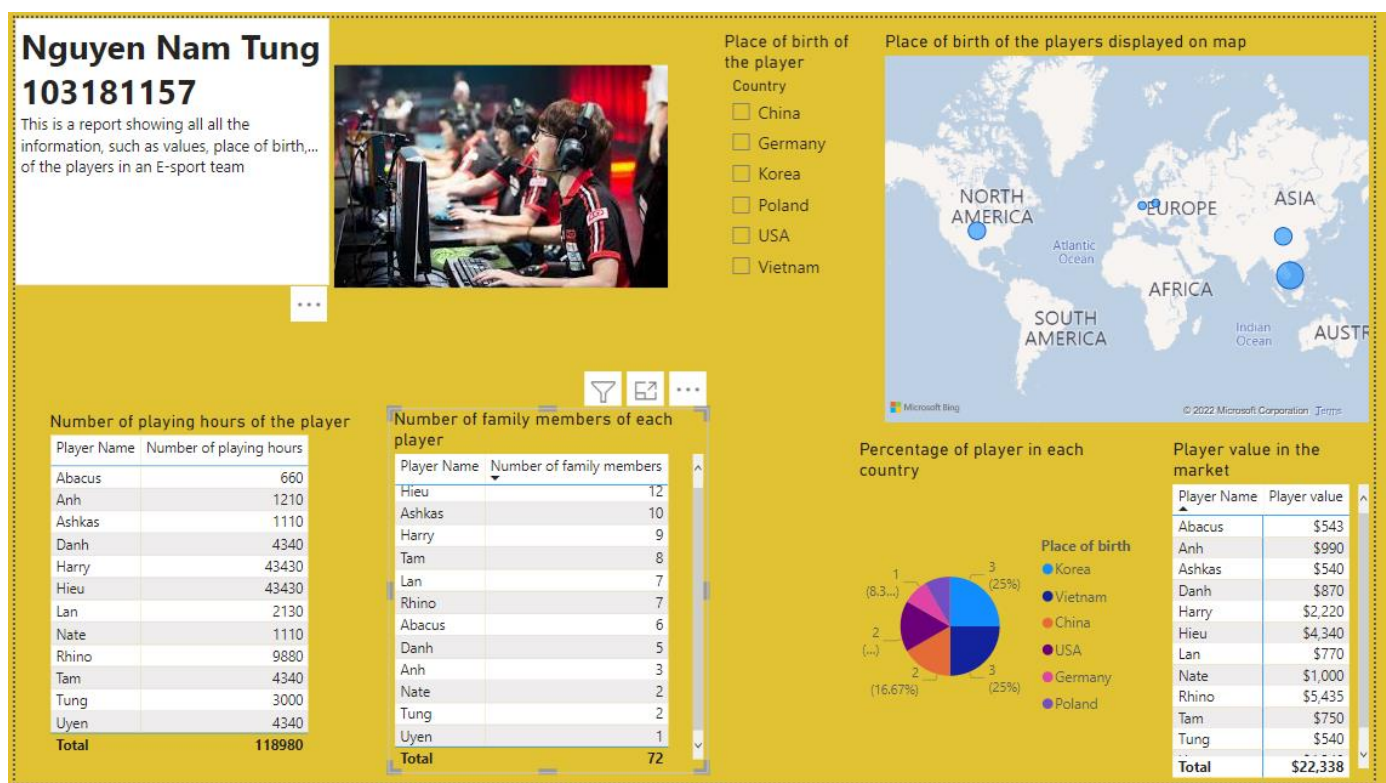 Nguyen Nam Tung
103181157
This is a report showing all all the
information, such as values, place of birth,...
of the players in an E-sport team
Place of birth of
the player
Country
China
Germany
Korea
Poland
USA
Vietnam
Place of birth of the players displayed on map
NORTH
AMERICA
EUROPE
ASIA
Atlantic
Ocean
AFRICA
SOUTH
AMERICA
Indian
Ocean
AUSTR
Microsoft Bing
© 2022 Microsoft Corporation Terms
Number of playing hours of the player
Player Name Number of playing hours
Abacus 660
Anh 1210
Ashkas 1110
Danh 4340
Harry 43430
Hieu 43430
Lan 2130
Nate 1110
Rhino 9880
Tam 4340
Tung 3000
Uyen 4340
Total 118980
Number of family members of each
player
Player Name Number of family members
Hieu 12
Ashkas 10
Harry 9
Tam 8
Lan 7
Rhino 7
Abacus 6
Danh 5
Anh 3
Nate 2
Tung 2
Uyen 1
Total 72
Percentage of player in each
country
3
(25%)
3
(25%)
2
(16.67%)
2
(...)
1
(8.3...)
Place of birth
Korea
Vietnam
China
USA
Germany
Poland
Player value in the
market
Player Name Player value
Abacus $543
Anh $990
Ashkas $540
Danh $870
Harry $2,220
Hieu $4,340
Lan $770
Nate $1,000
Rhino $5,435
Tam $750
Tung $540
Total $22,338